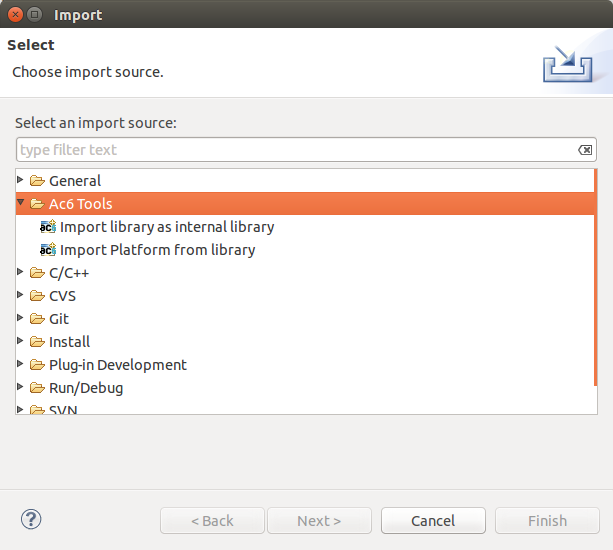 Import
Select
Choose import source.
Select an import source:
type filter text
General
Ac6 Tools
Import library as internal library
Import Platform from library
C/C++
CVS
Git
Install
Plug-in Development
Run/Debug
SVN
?
< Back
Next >
Cancel
Finish